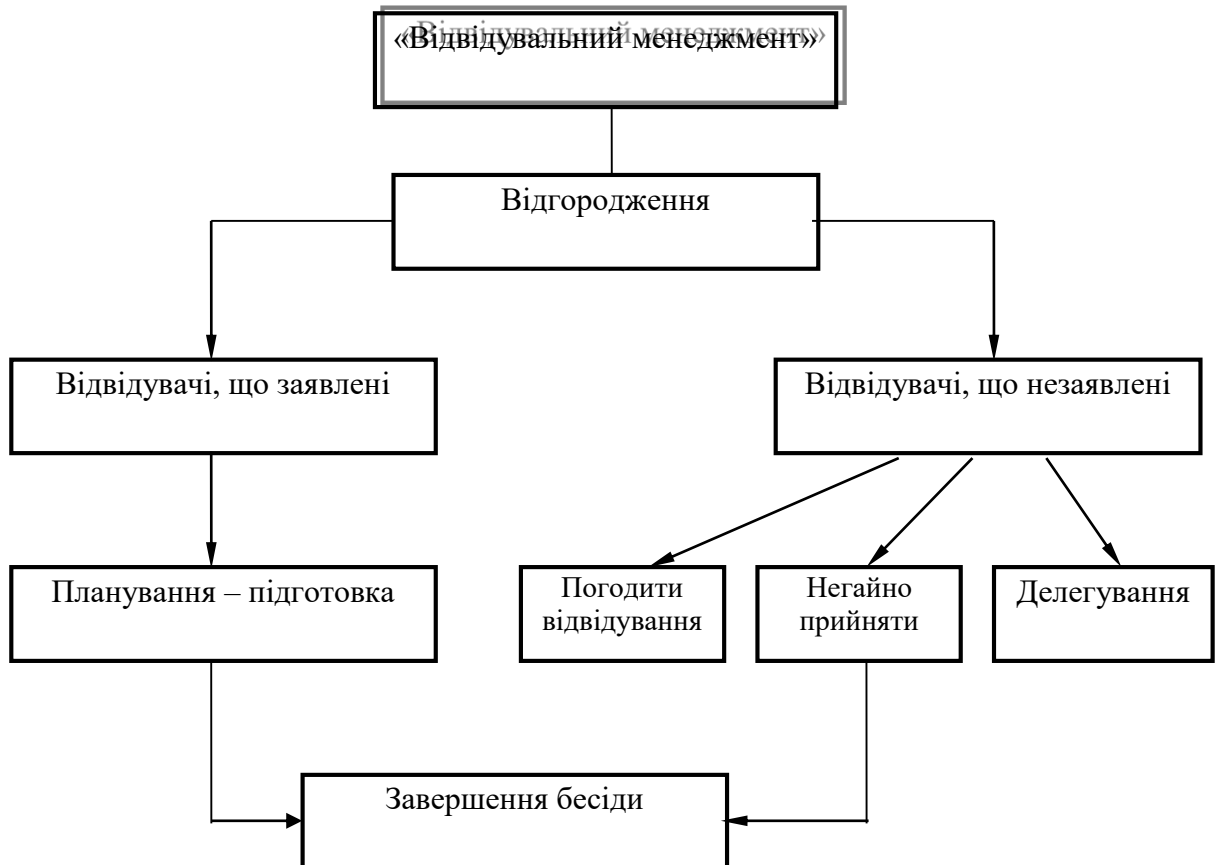 «Відвідувальний менеджмент»
Відгородження
Відвідувачі, що заявлені
Відвідувачі, що незаявлені
Планування – підготовка
Погодити
відвідування
Негайно
прийняти
Делегування
Завершення бесіди